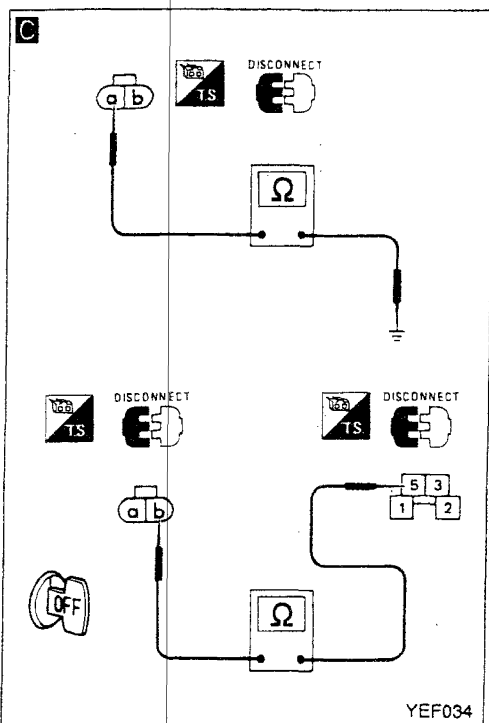 C
DISCONNECT
a b
T.S
Ω
DISCONNECT
DISCONNECT
T.S
T.S
5 3
a b
1 2
OFF
Ω
YEF034